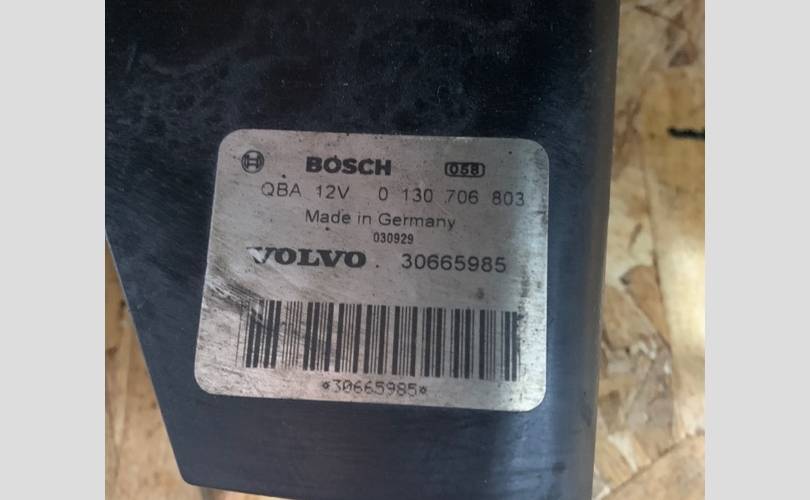 BOSCH 058
QBA 12V 0 130 706 803
Made in Germany
030929
VOLVO 30665985
*30665985*